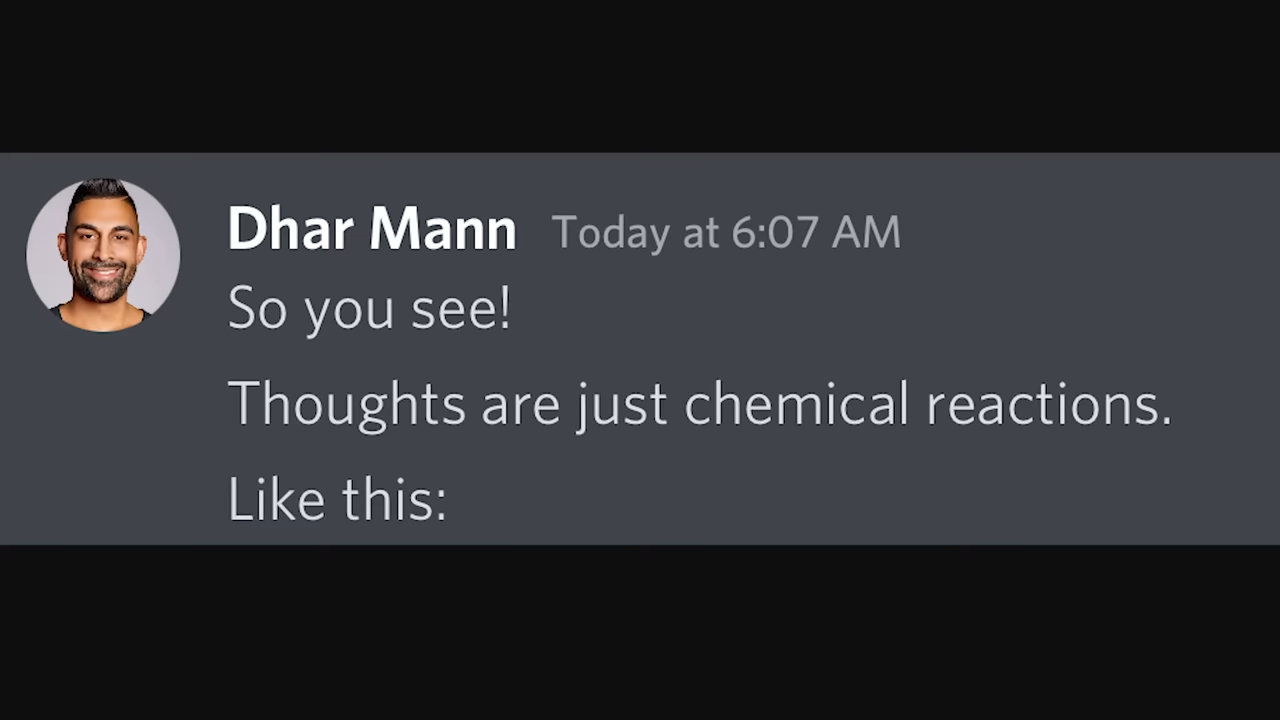 Dhar Mann Today at 6:07 AM
So you see!
Thoughts are just chemical reactions.
Like this: